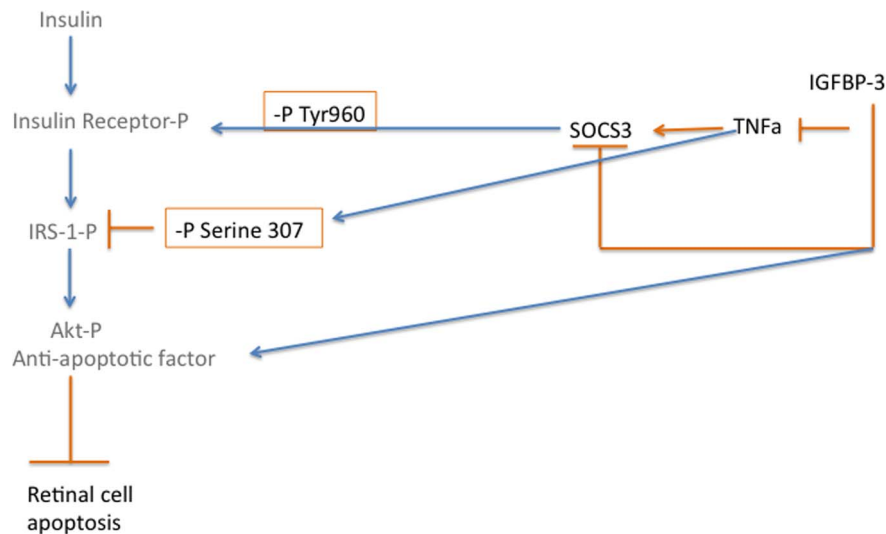 Insulin
IGFBP-3
-P Tyr960
Insulin Receptor-P
SOCS3
TNFa
IRS-1-P
-P Serine 307
Akt-P
Anti-apoptotic factor
Retinal cell
apoptosis